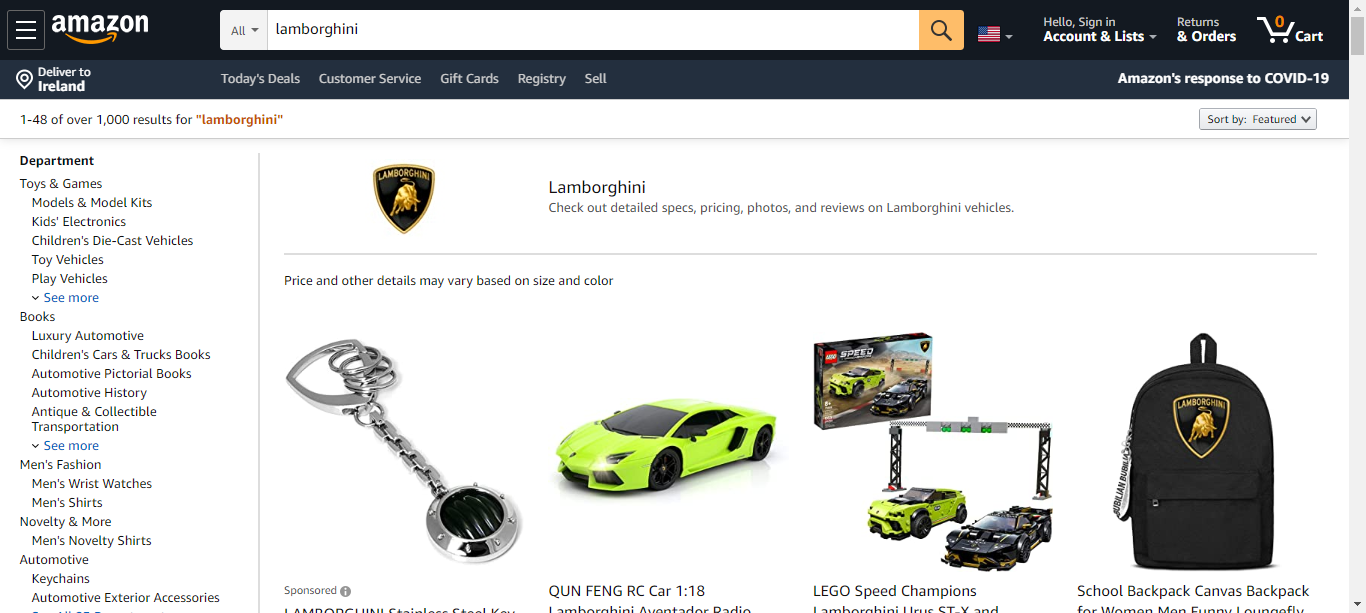 amazon
All
lamborghini
Hello, Sign in
Account & Lists
Returns
& Orders
0
Cart
Deliver to
Ireland
Today's Deals
Customer Service
Gift Cards
Registry
Sell
Amazon's response to COVID-19
1-48 of over 1,000 results for "lamborghini"
Sort by: Featured
Department
Toys & Games
Models & Model Kits
Kids' Electronics
Children's Die-Cast Vehicles
Toy Vehicles
Play Vehicles
See more
Books
Luxury Automotive
Children's Cars & Trucks Books
Automotive Pictorial Books
Automotive History
Antique & Collectible
Transportation
See more
Men's Fashion
Men's Wrist Watches
Men's Shirts
Novelty & More
Men's Novelty Shirts
Automotive
Keychains
Automotive Exterior Accessories
LAMBORGHINI
Lamborghini
Check out detailed specs, pricing, photos, and reviews on Lamborghini vehicles.
Price and other details may vary based on size and color
LEGO
SPEED
LAMBORGHINI
Sponsored
LAMBORGHINI Stainless Steel Key
QUN FENG RC Car 1:18
Lamborghini Aventador Radio
LEGO Speed Champions
Lamborghini Urus ST-X and
School Backpack Canvas Backpack
for Women Men Funny Loungefly